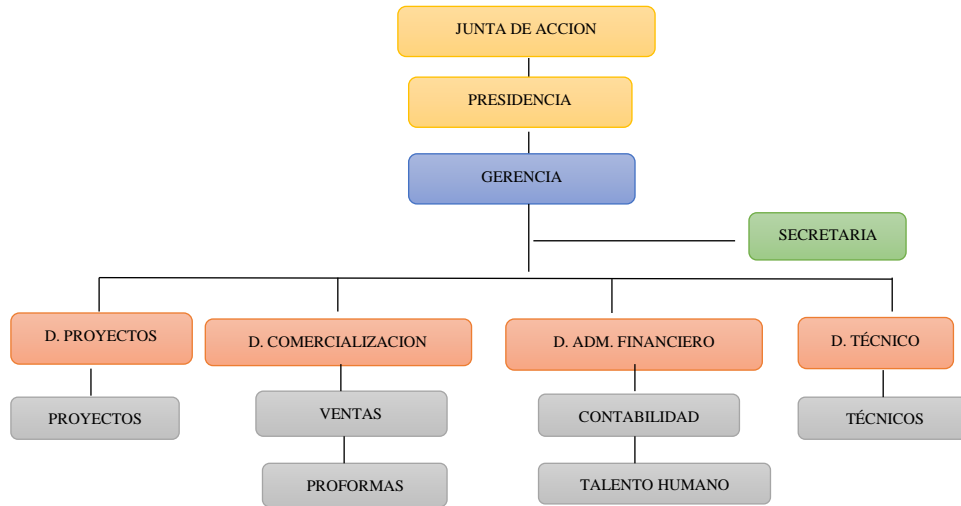 JUNTA DE ACCION
PRESIDENCIA
GERENCIA
SECRETARIA
D. PROYECTOS
D. COMERCIALIZACION
D. ADM. FINANCIERO
D. TÉCNICO
PROYECTOS
VENTAS
CONTABILIDAD
TÉCNICOS
PROFORMAS
TALENTO HUMANO